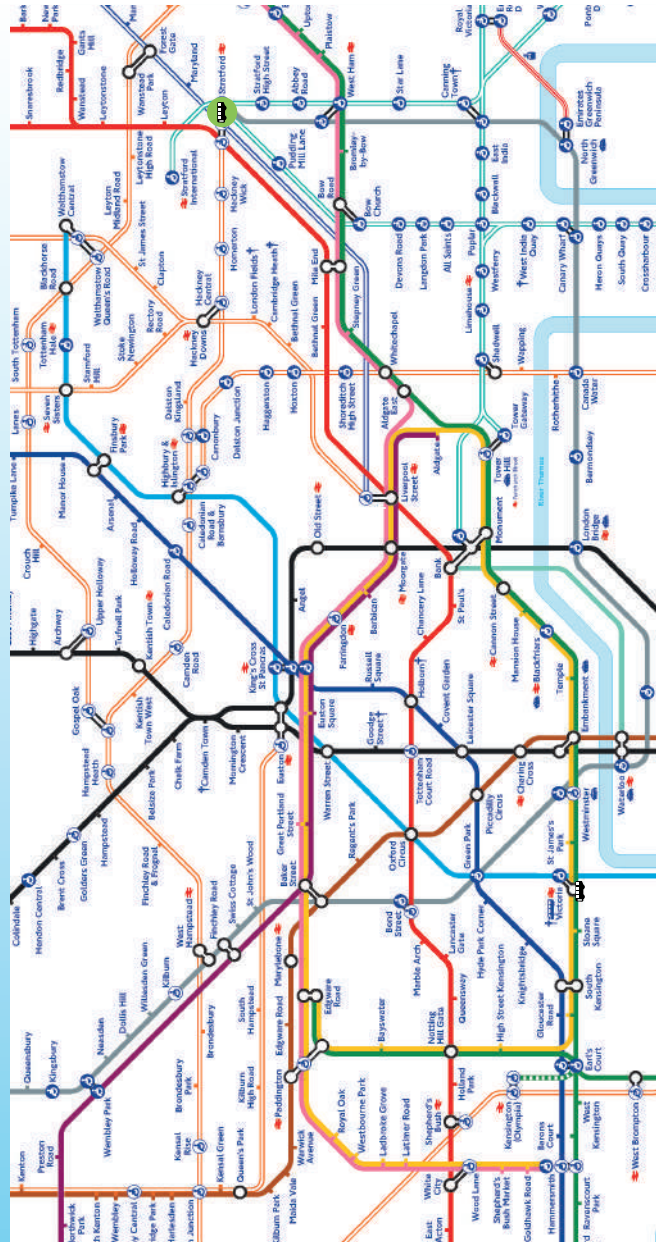 Kenton
Preston
Road
Northwick
Park
Wembley Park
Queensbury
Kingsbury
Neasden
Dollis Hill
Willesden Green
Kilburn
West
Hampstead
Finchley Road
Swiss Cottage
St John's Wood
Finchley Road
& Frognal
Colindale
Hendon Central
Brent Cross
Golders Green
Hampstead
Hampstead
Heath
Belsize Park
Chalk Farm
Camden Town
Mornington
Crescent
Gospel Oak
Kentish
Town West
Highgate
Archway
Upper Holloway
Tufnell Park
Kentish Town
Camden
Road
Crouch
Hill
Turnpike Lane
Manor House
Arsenal
Holloway Road
Caledonian Road
Finsbury
Park
Seven
Sisters
South Tottenham
Tottenham
Hale
Stamford
Hill
Stoke
Newington
Rectory
Road
Blackhorse
Road
Walthamstow
Central
Walthamstow
Queen's Road
St James Street
Clapton
Leyton
Midland Road
Leytonstone
High Road
Snaresbrook
Redbridge
Gants
Hill
Wanstead
Leytonstone
Leyton
Wanstead
Park
Forest
Gate
Maryland
Stratford
Stratford
International
Stratford
High Street
Abbey
Road
West Ham
Plaistow
Pudding
Mill Lane
Hackney
Wick
Homerton
Hackney
Central
Hackney
Downs
London Fields
Cambridge Heath
Bethnal Green
Dalston
Kingsland
Canonbury
Highbury &
Islington
Caledonian
Road &
Barnsbury
Dalston Junction
Haggerston
Hoxton
Shoreditch
High Street
Kensal
Rise
Brondesbury
Park
Brondesbury
Kensal Green
Queen's Park
Kilburn
High Road
South
Hampstead
Kilburn Park
Maida Vale
Warwick
Avenue
Paddington
Edgware Road
Marylebone
Edgware
Road
Baker
Street
Great Portland
Street
Regent's Park
Warren Street
Euston
Euston
Square
King's Cross
St Pancras
Angel
Old Street
Farringdon
Barbican
Moorgate
Liverpool
Street
Bethnal Green
Mile End
Stepney Green
Bow Road
Bow
Church
Bromley-
by-Bow
Royal Oak
Westbourne Park
Ladbroke Grove
Latimer Road
Bayswater
Bond
Street
Oxford
Circus
Goodge
Street
Tottenham
Court Road
Russell
Square
Holborn
Chancery Lane
St Paul's
Bank
Aldgate
Aldgate
East
Whitechapel
East
Acton
White
City
Wood Lane
Shepherd's
Bush
Holland
Park
Notting
Hill Gate
Queensway
Lancaster
Gate
Marble Arch
Hyde Park Corner
Green Park
Piccadilly
Circus
Leicester Square
Covent Garden
Monument
Tower
Hill
Fenchurch Street
Tower
Gateway
Shadwell
Limehouse
Westferry
Poplar
Blackwall
East
India
Canning
Town
Star Lane
Royal
Victoria
Devons Road
Langdon Park
All Saints
West India
Quay
Canary Wharf
Heron Quays
South Quay
Crossharbour
Emirates
Greenwich
Peninsula
North
Greenwich
Shepherd's
Bush Market
Goldhawk Road
Hammersmith
Ravenscourt
Park
Barons
Court
West
Kensington
Kensington
(Olympia)
West Brompton
Earl's
Court
High Street Kensington
Gloucester
Road
Knightsbridge
South
Kensington
Sloane
Square
Victoria
St James's
Park
Westminster
Charing
Cross
Embankment
Waterloo
Temple
Blackfriars
Mansion House
Cannon Street
London
Bridge
Bermondsey
River Thames
Wapping
Rotherhithe
Canada
Water